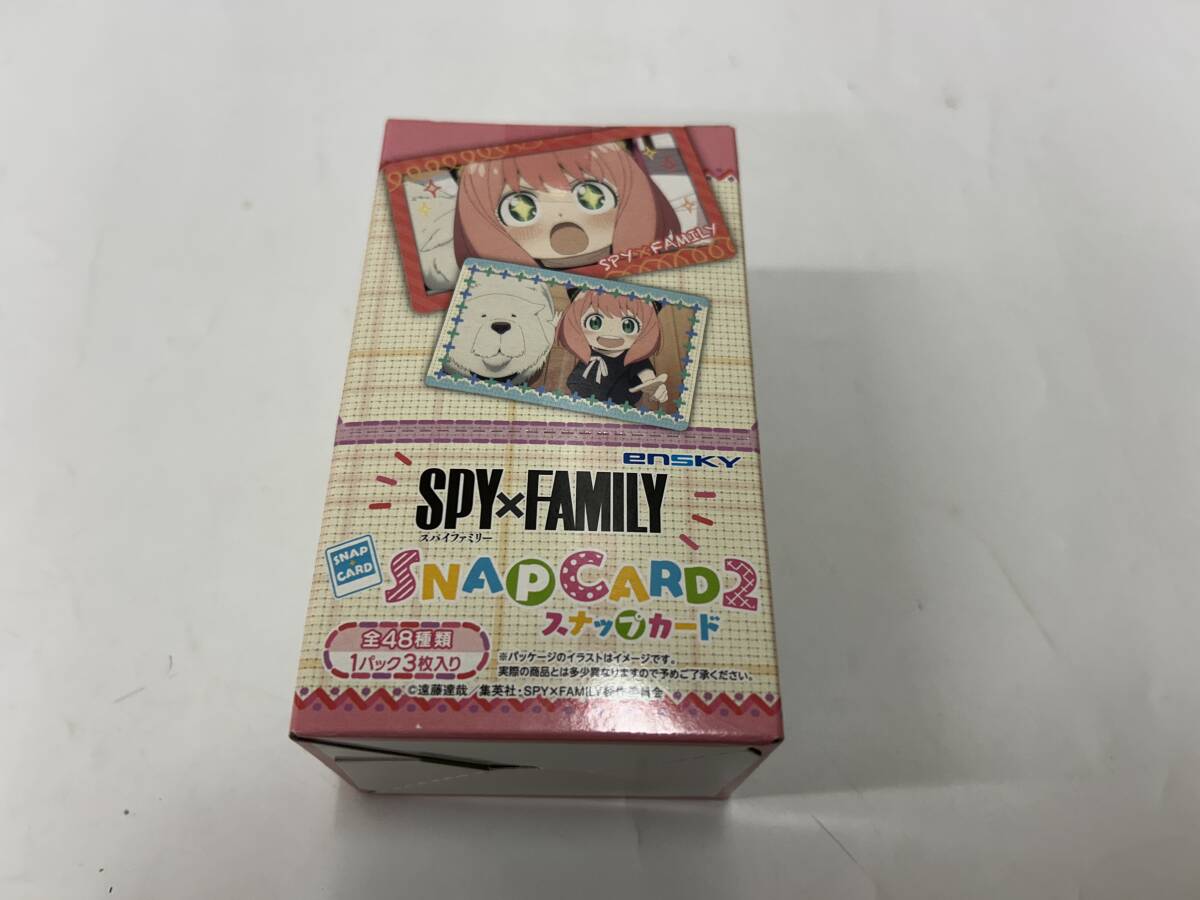 SPY×FAMILY
ensky
SPY×FAMILY
スパイファミリー
SNAP
CARD
SNAP CARD2
スナップカード
全48種類
1パック3枚入り
※パッケージのイラストはイメージです。
実際の商品とは多少異なりますので予めご了承ください。
©遠藤達哉／集英社・SPY×FAMILY製作委員会